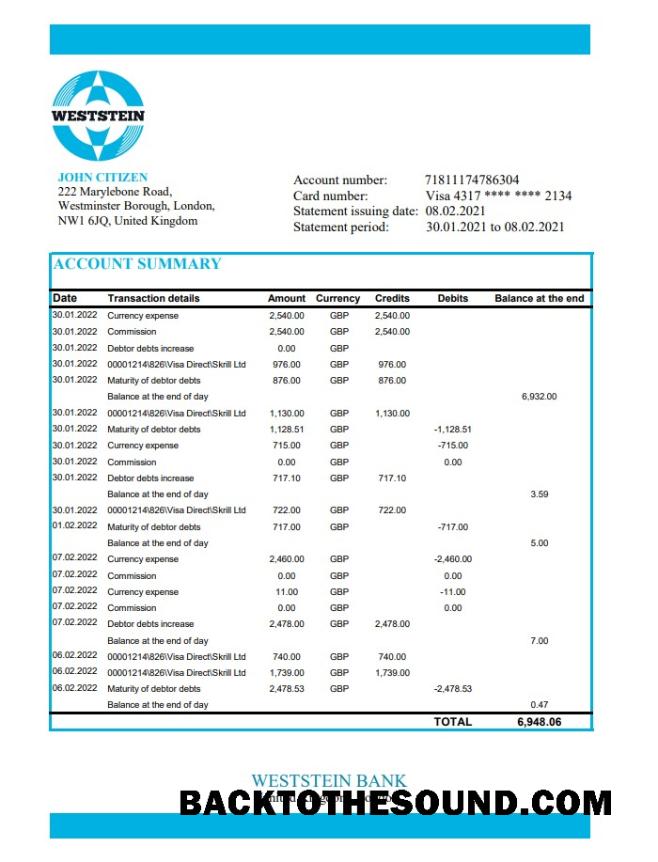 WESTSTEIN
JOHN CITIZEN
222 Marylebone Road,
Westminster Borough, London,
NW1 6JQ, United Kingdom
Account number: 71811174786304
Card number: Visa 4317 **** **** 2134
Statement issuing date: 08.02.2021
Statement period: 30.01.2021 to 08.02.2021
ACCOUNT SUMMARY
Date Transaction details Amount Currency Credits Debits Balance at the end
30.01.2022 Currency expense 2,540.00 GBP 2,540.00
30.01.2022 Commission 2,540.00 GBP 2,540.00
30.01.2022 Debtor debts increase 0.00 GBP
30.01.2022 00001214\826\Visa Direct\Skrill Ltd 976.00 GBP 976.00
30.01.2022 Maturity of debtor debts 876.00 GBP 876.00
Balance at the end of day 6,932.00
30.01.2022 00001214\826\Visa Direct\Skrill Ltd 1,130.00 GBP 1,130.00
30.01.2022 Maturity of debtor debts 1,128.51 GBP -1,128.51
30.01.2022 Currency expense 715.00 GBP -715.00
30.01.2022 Commission 0.00 GBP 0.00
30.01.2022 Debtor debts increase 717.10 GBP 717.10
Balance at the end of day 3.59
30.01.2022 00001214\826\Visa Direct\Skrill Ltd 722.00 GBP 722.00
01.02.2022 Maturity of debtor debts 717.00 GBP -717.00
Balance at the end of day 5.00
07.02.2022 Currency expense 2,460.00 GBP -2,460.00
07.02.2022 Commission 0.00 GBP 0.00
07.02.2022 Currency expense 11.00 GBP -11.00
07.02.2022 Commission 0.00 GBP 0.00
07.02.2022 Debtor debts increase 2,478.00 GBP 2,478.00
Balance at the end of day 7.00
06.02.2022 00001214\826\Visa Direct\Skrill Ltd 740.00 GBP 740.00
06.02.2022 00001214\826\Visa Direct\Skrill Ltd 1,739.00 GBP 1,739.00
06.02.2022 Maturity of debtor debts 2,478.53 GBP -2,478.53
Balance at the end of day 0.47
TOTAL 6,948.06
WESTSTEIN BANK
BACKTOTHESOUND.COM